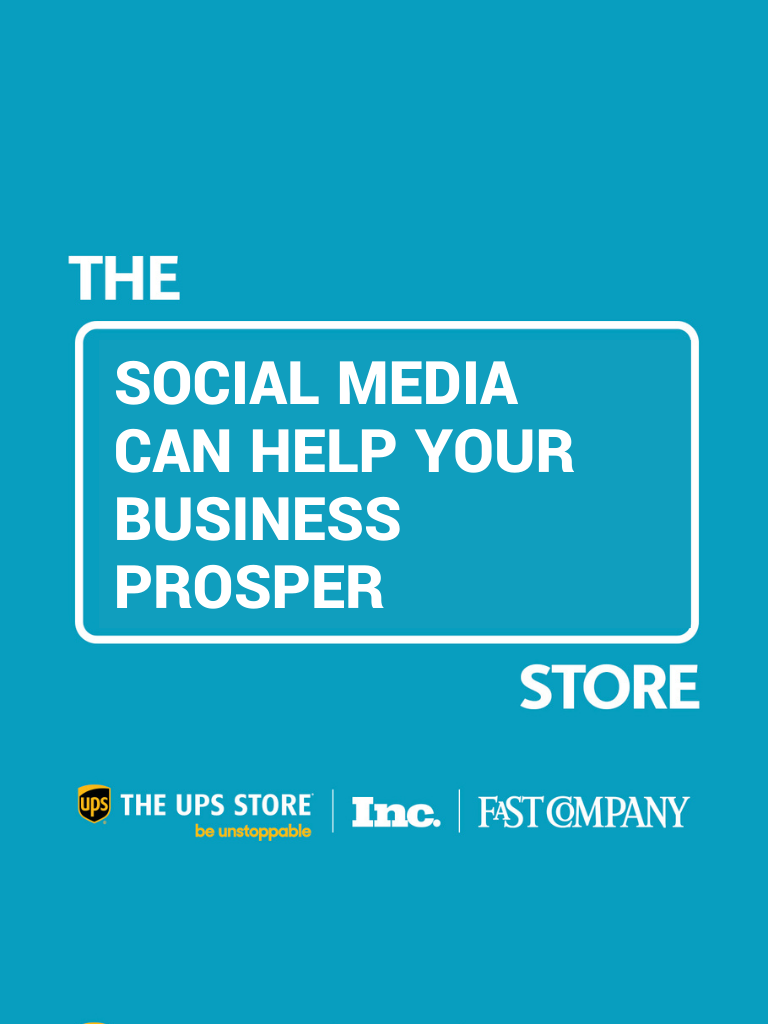 THE
SOCIAL MEDIA
CAN HELP YOUR
BUSINESS
PROSPER
STORE
ups THE UPS STORE Inc. FAST COMPANY
be unstoppable